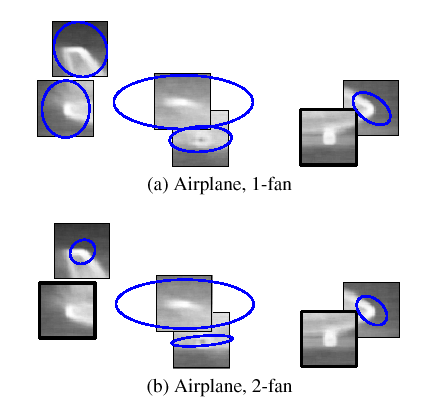 (a) Airplane, 1-fan
(b) Airplane, 2-fan